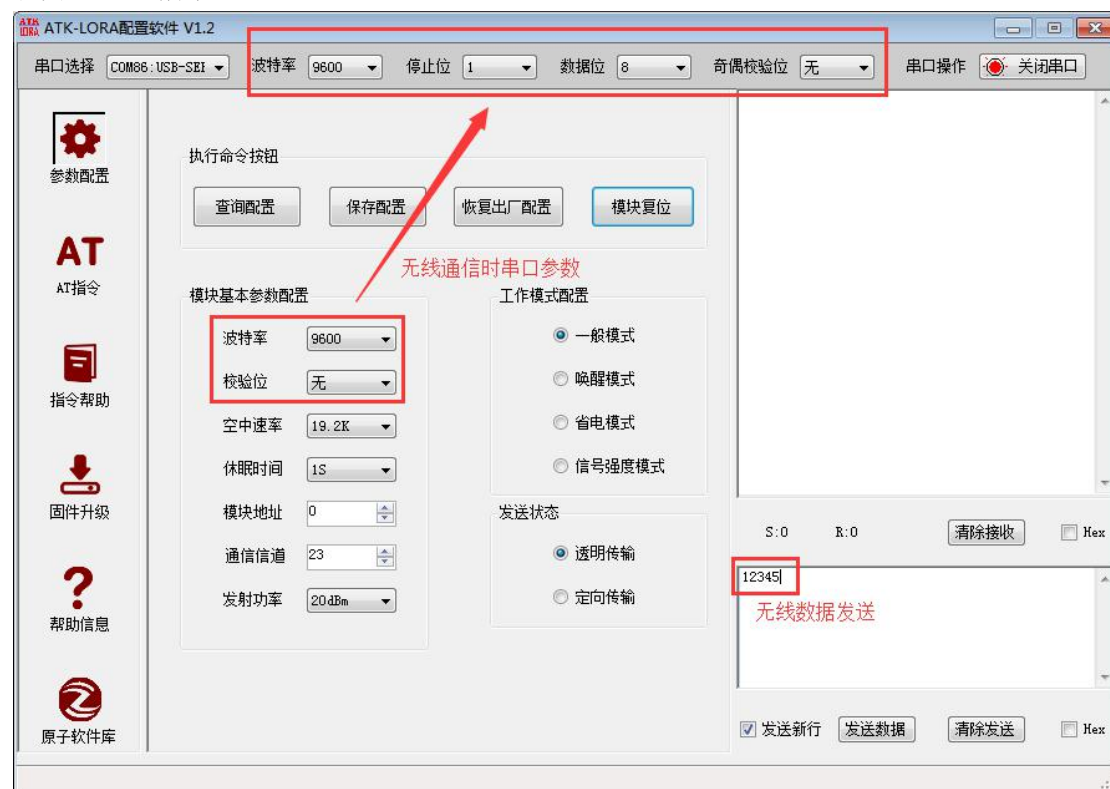 ATK LORA ATK-LORA配置软件 V1.2
串口选择 COM86:USB-SEI 波特率 9600 停止位 1 数据位 8 奇偶校验位 无 串口操作 关闭串口
参数配置
AT
AT指令
指令帮助
固件升级
帮助信息
原子软件库
执行命令按钮
查询配置 保存配置 恢复出厂配置 模块复位
无线通信时串口参数
模块基本参数配置
波特率 9600
校验位 无
空中速率 19.2K
休眠时间 1S
模块地址 0
通信信道 23
发射功率 20dBm
工作模式配置
一般模式
唤醒模式
省电模式
信号强度模式
发送状态
透明传输
定向传输
S:0 R:0 清除接收 Hex
12345
无线数据发送
发送新行 发送数据 清除发送 Hex